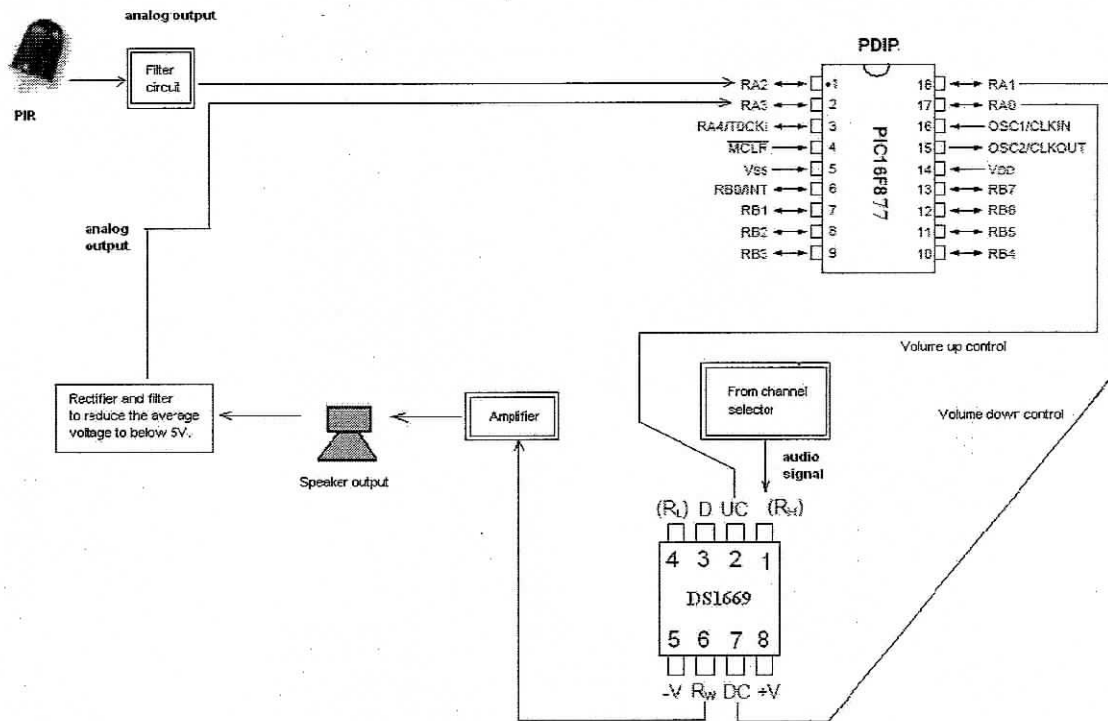 analog output
PIR
Filter
circuit
PDIP
RA2
RA3
RA4/T0CKI
MCLR
Vss
RB0/INT
RB1
RB2
RB3
1
2
3
4
5
6
7
8
9
PIC16F877
18
17
16
15
14
13
12
11
10
RA1
RA0
OSC1/CLKIN
OSC2/CLKOUT
VDD
RB7
RB6
RB5
RB4
analog
output
Volume up control
Rectifier and filter
to reduce the average
voltage to below 5V.
Speaker output
Amplifier
From channel
selector
Volume down control
audio
signal
(RL) D UC (RH)
4 3 2 1
DS1669
5 6 7 8
-V RW DC +V